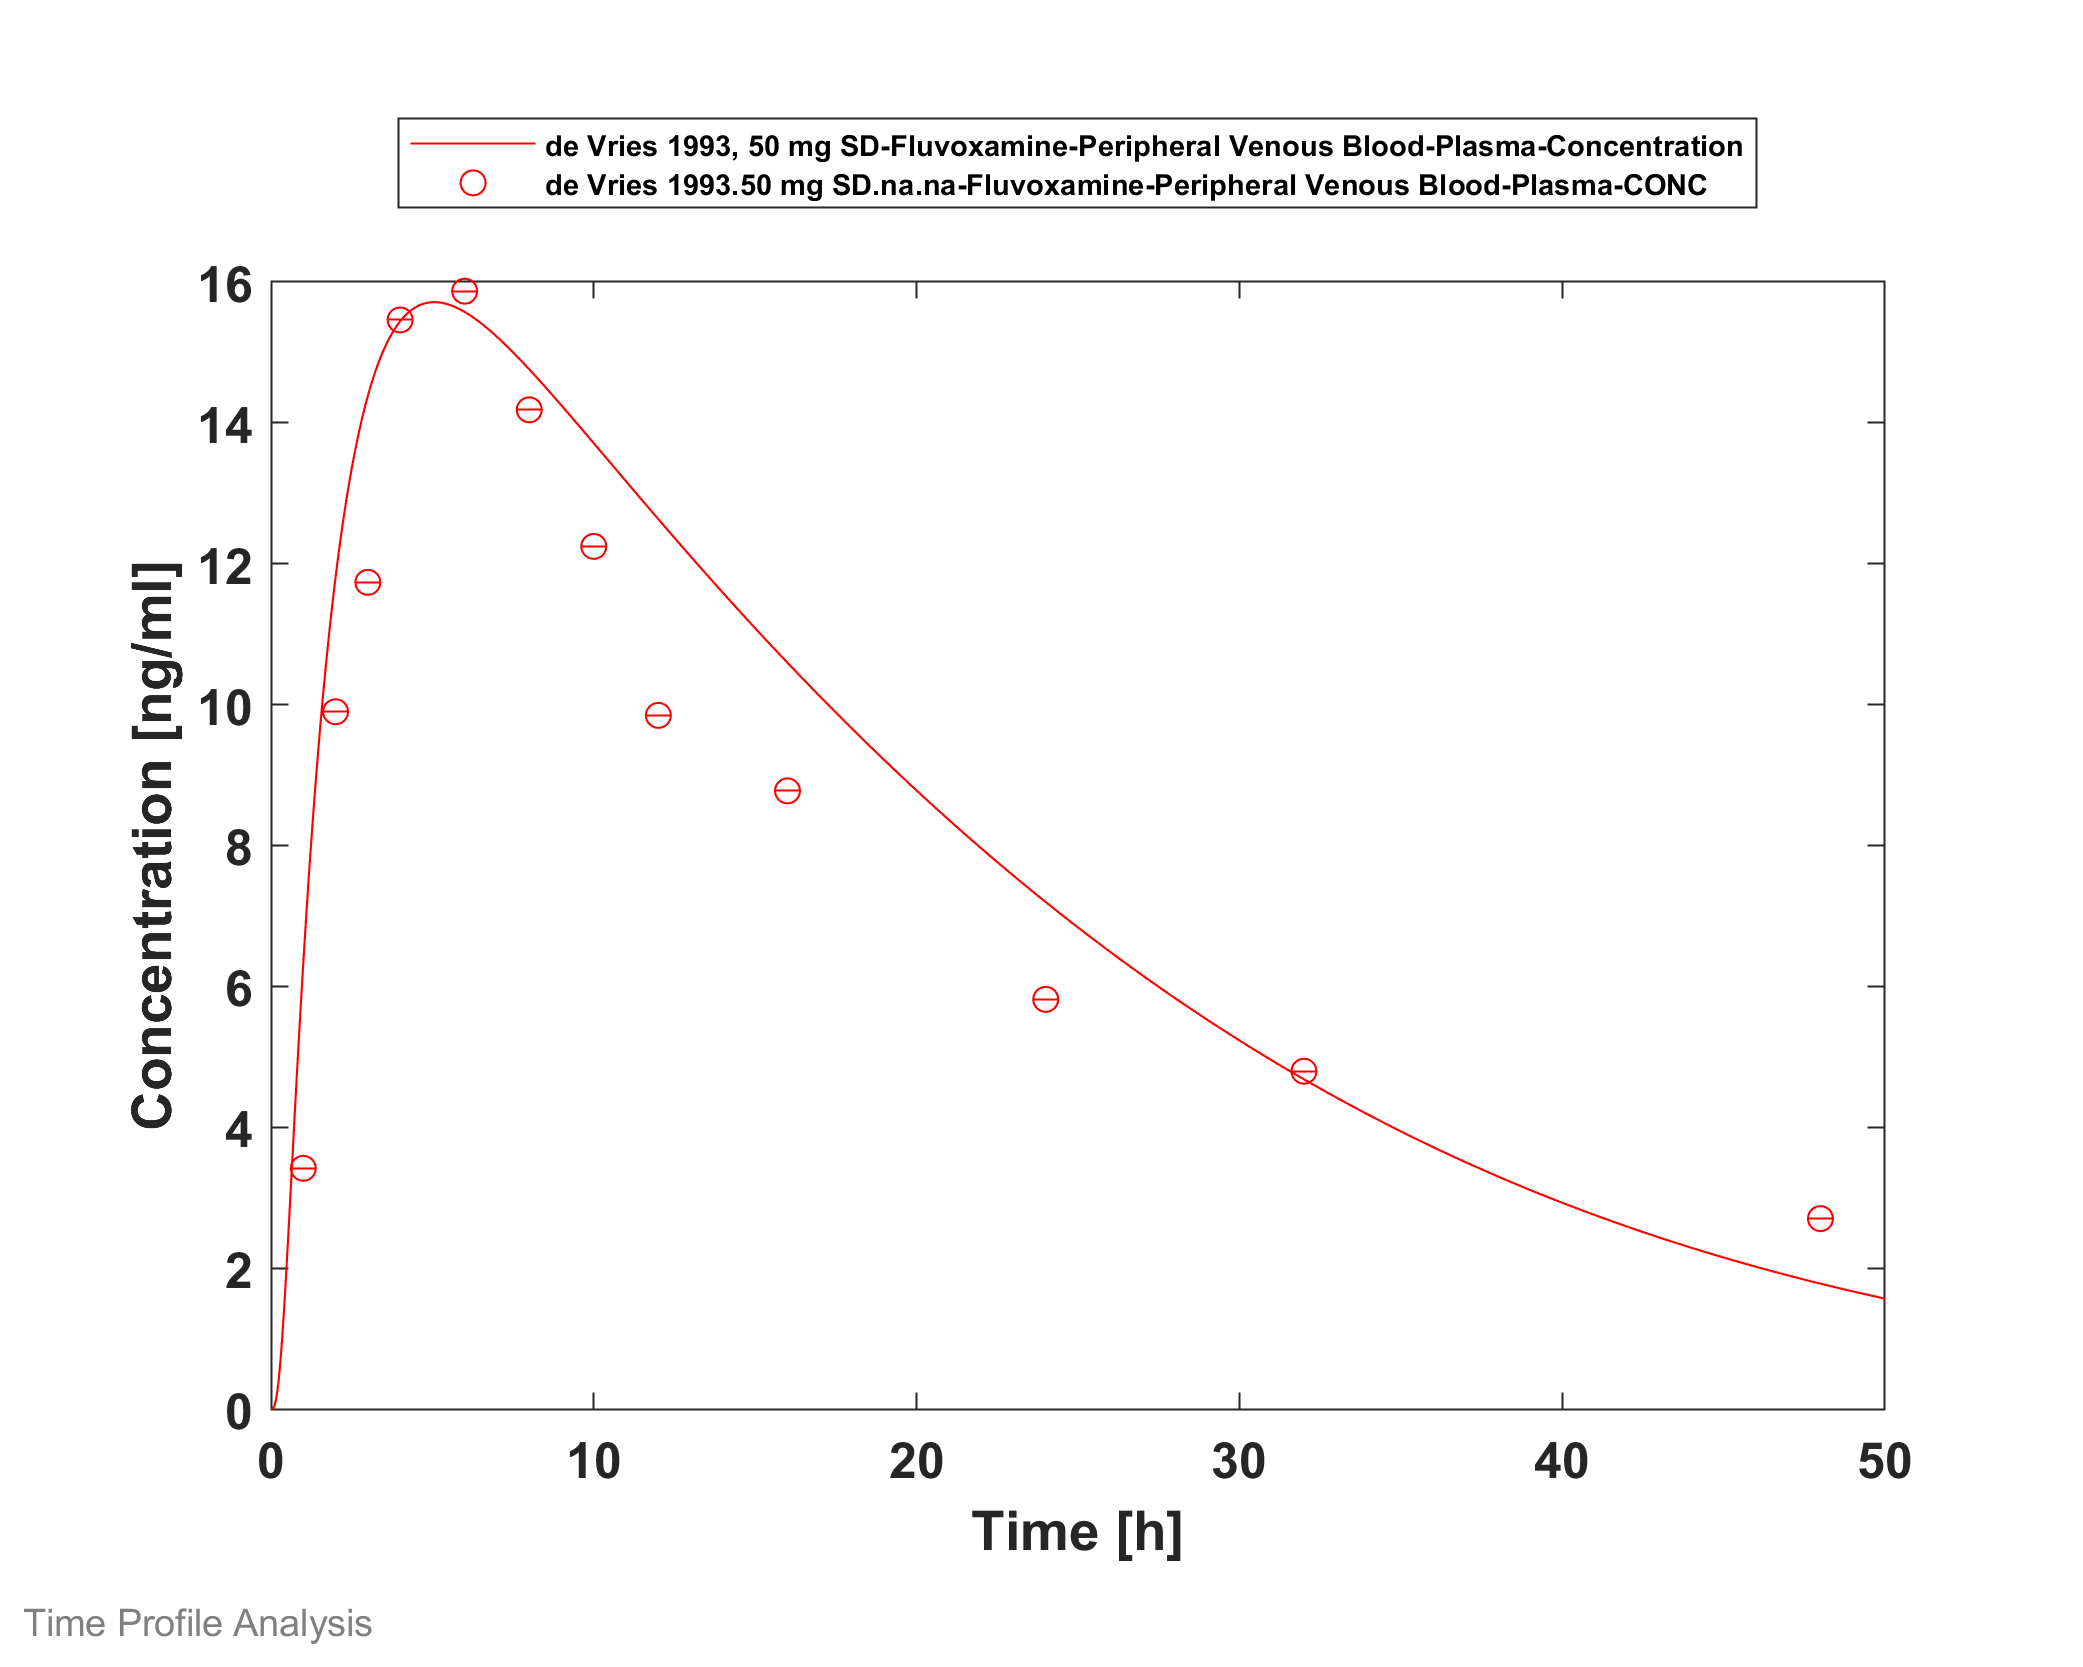 de Vries 1993, 50 mg SD-Fluvoxamine-Peripheral Venous Blood-Plasma-Concentration
de Vries 1993.50 mg SD.na.na-Fluvoxamine-Peripheral Venous Blood-Plasma-CONC
16
14
12
10
8
6
4
2
0
Concentration [ng/ml]
0 10 20 30 40 50
Time [h]
Time Profile Analysis